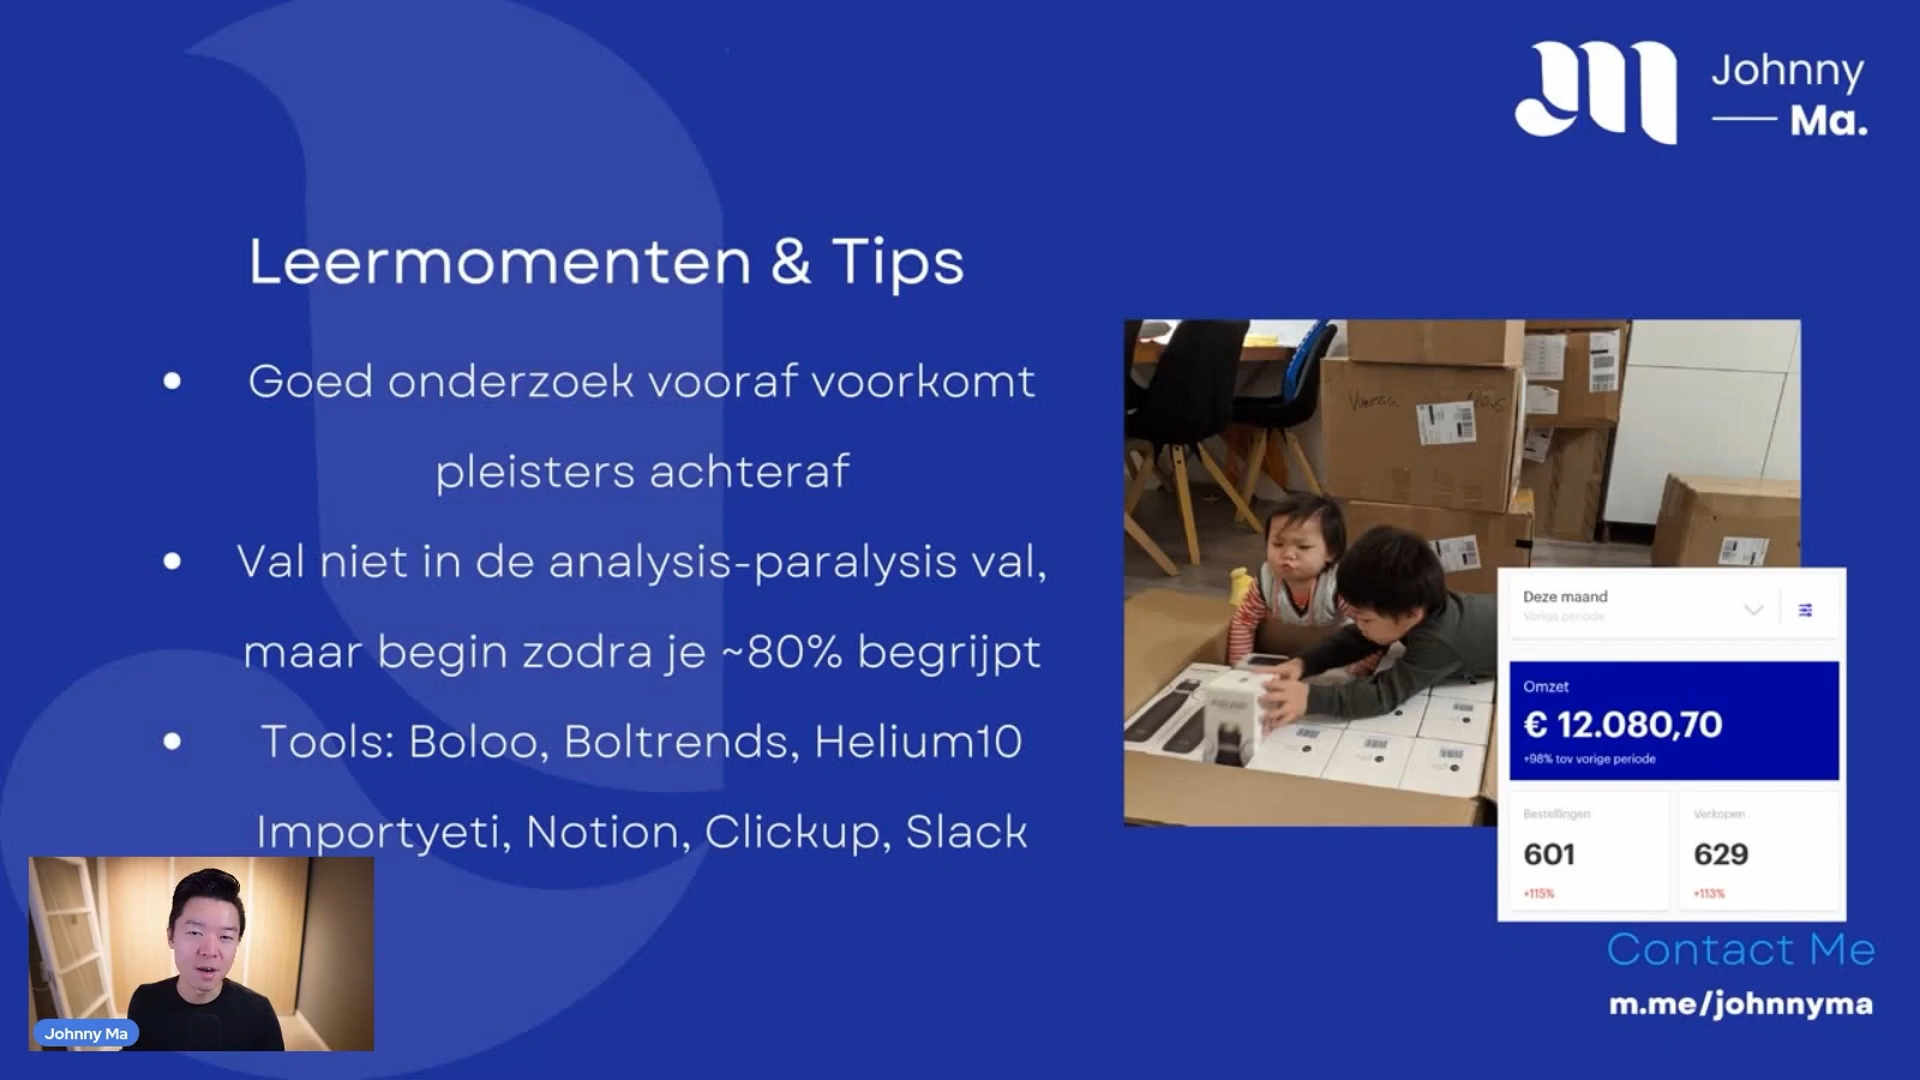 Johnny
Ma.
Leermomenten & Tips
Goed onderzoek vooraf voorkomt
pleisters achteraf
Val niet in de analysis-paralysis val,
maar begin zodra je ~80% begrijpt
Tools: Boloo, Boltrends, Helium10
Importyeti, Notion, Clickup, Slack
Deze maand
Vorige periode
Omzet
€ 12.080,70
+98% tov vorige periode
Bestellingen
Verkopen
601
629
+115%
+113%
Contact Me
m.me/johnnyma
Johnny Ma